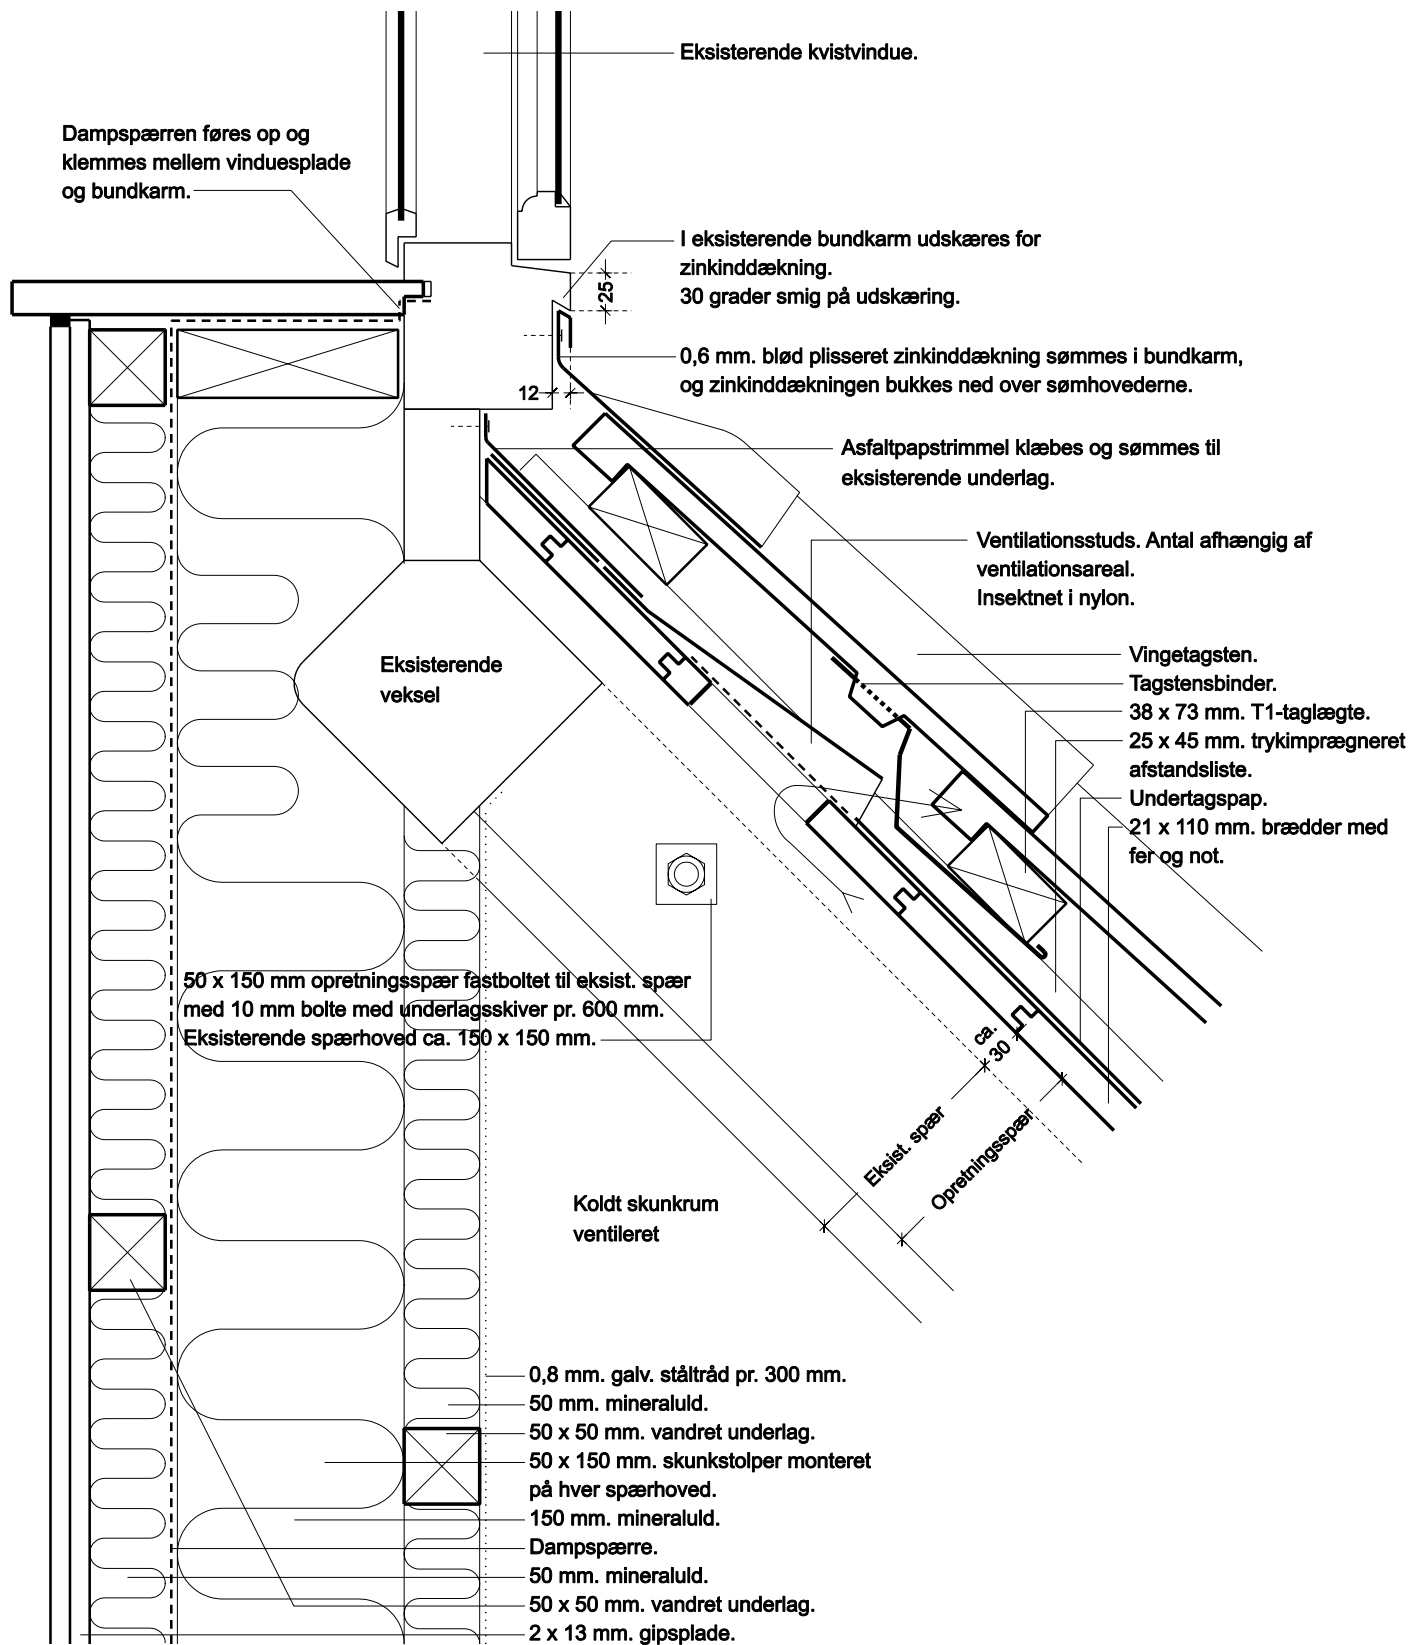 Eksisterende kvistvindue.
Dampspærren føres op og
klemmes mellem vinduesplade
og bundkarm.
I eksisterende bundkarm udskæres for
zinkinddækning.
30 grader smig på udskæring.
25
0,6 mm. blød plisseret zinkinddækning sømmes i bundkarm,
og zinkinddækningen bukkes ned over sømhovederne.
12
Asfaltpapstrimmel klæbes og sømmes til
eksisterende underlag.
Ventilationsstuds. Antal afhængig af
ventilationsareal.
Insektnet i nylon.
Eksisterende
veksel
Vingetagsten.
Tagstensbinder.
38 x 73 mm. T1-taglægte.
25 x 45 mm. trykimprægneret
afstandsliste.
Undertagspap.
21 x 110 mm. brædder med
fer og not.
50 x 150 mm opretningsspær fastboltet til eksist. spær
med 10 mm bolte med underlagsskiver pr. 600 mm.
Eksisterende spærhoved ca. 150 x 150 mm.
ca.
30
Eksist. spær
Opretningsspær
Koldt skunkrum
ventileret
0,8 mm. galv. ståltråd pr. 300 mm.
50 mm. mineraluld.
50 x 50 mm. vandret underlag.
50 x 150 mm. skunkstolper monteret
på hver spærhoved.
150 mm. mineraluld.
Dampspærre.
50 mm. mineraluld.
50 x 50 mm. vandret underlag.
2 x 13 mm. gipsplade.